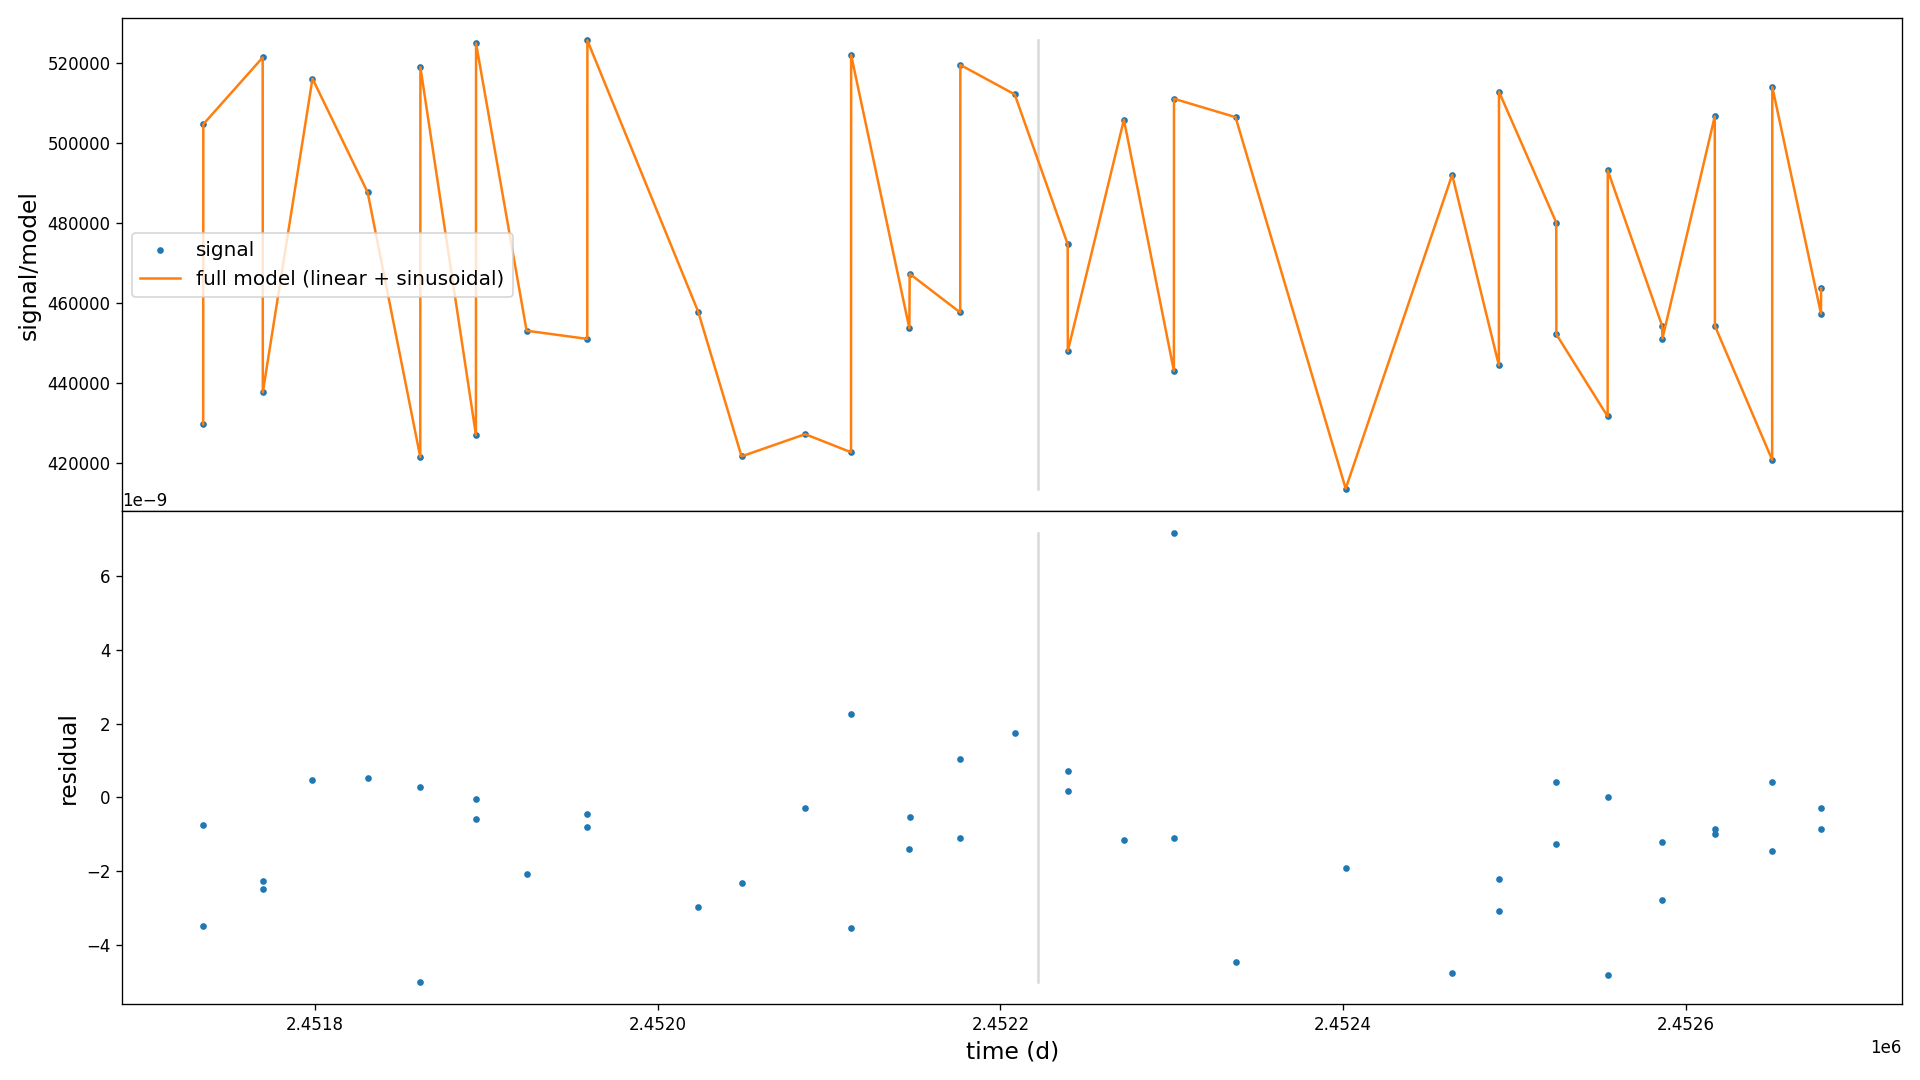 520000
500000
480000
460000
440000
420000
signal/model
signal
full model (linear + sinusoidal)
1e−9
6
4
2
0
−2
−4
residual
2.4518
2.4520
2.4522
2.4524
2.4526
1e6
time (d)